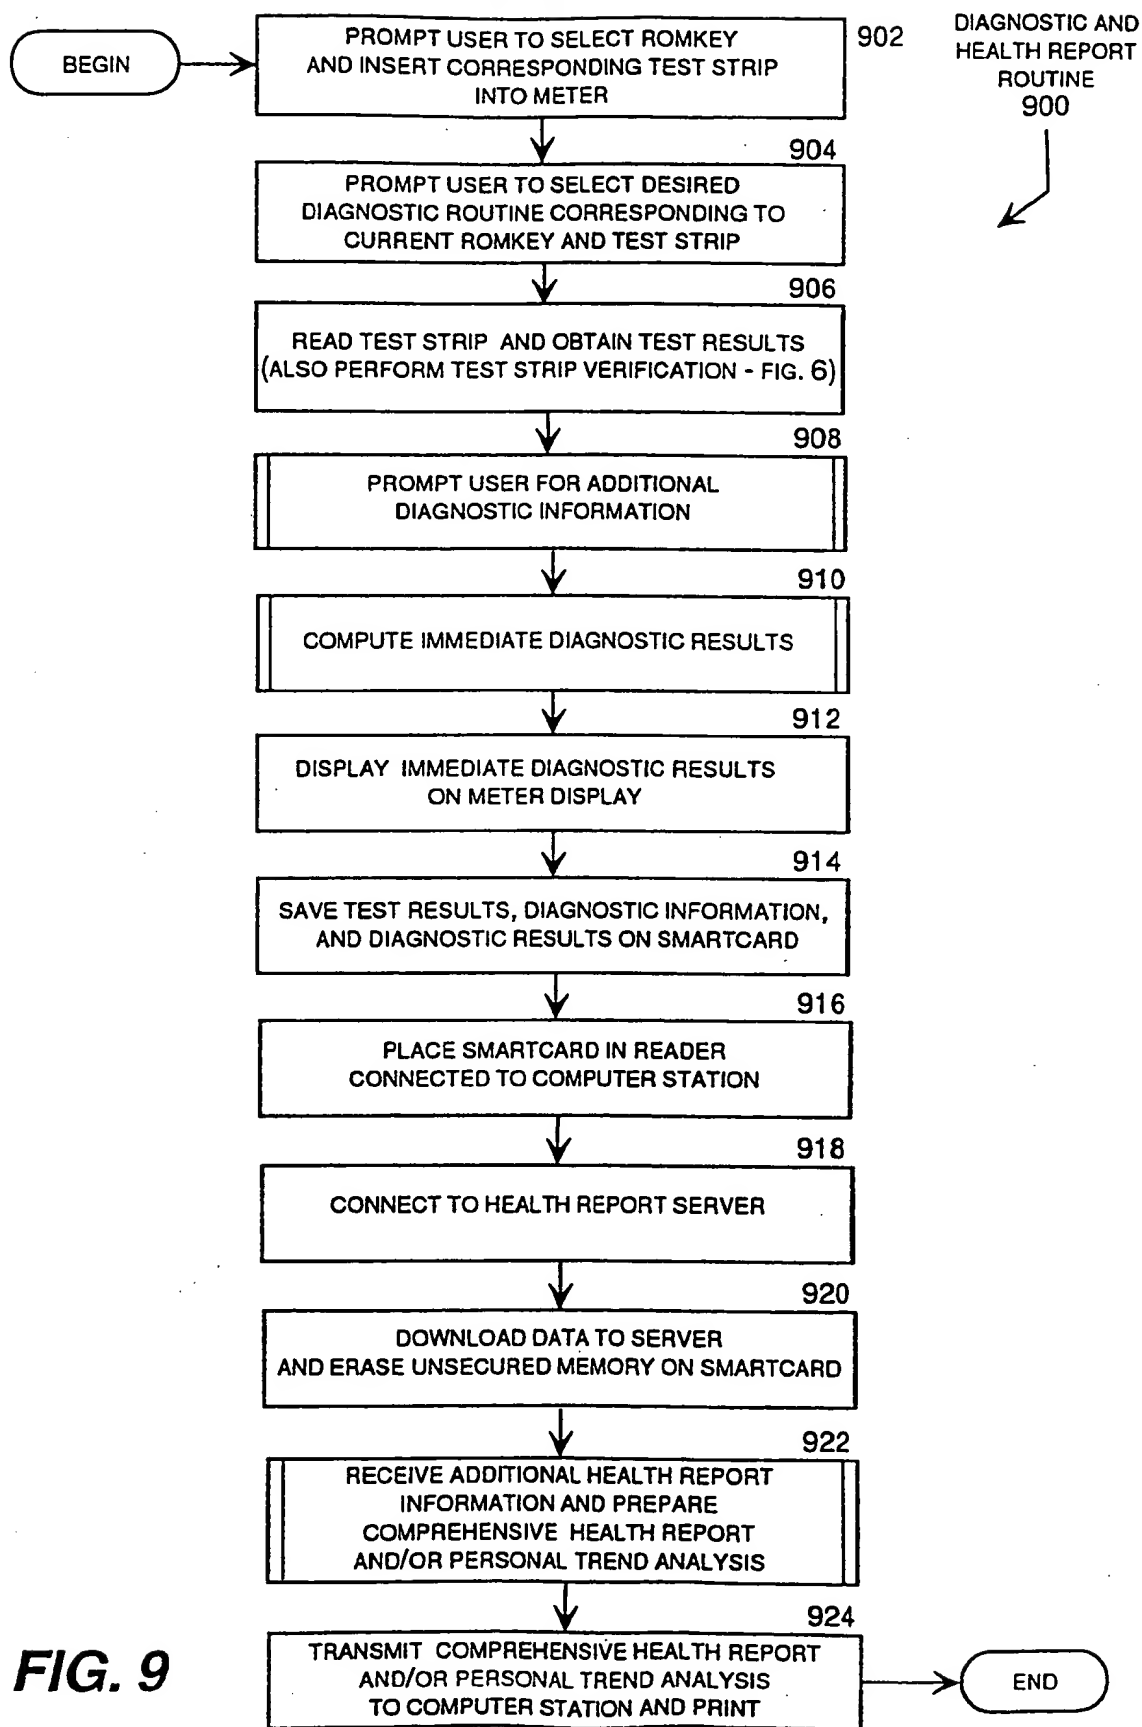 DIAGNOSTIC AND
HEALTH REPORT
ROUTINE
900
BEGIN
902
PROMPT USER TO SELECT ROMKEY
AND INSERT CORRESPONDING TEST STRIP
INTO METER
904
PROMPT USER TO SELECT DESIRED
DIAGNOSTIC ROUTINE CORRESPONDING TO
CURRENT ROMKEY AND TEST STRIP
906
READ TEST STRIP AND OBTAIN TEST RESULTS
(ALSO PERFORM TEST STRIP VERIFICATION - FIG. 6)
908
PROMPT USER FOR ADDITIONAL
DIAGNOSTIC INFORMATION
910
COMPUTE IMMEDIATE DIAGNOSTIC RESULTS
912
DISPLAY IMMEDIATE DIAGNOSTIC RESULTS
ON METER DISPLAY
914
SAVE TEST RESULTS, DIAGNOSTIC INFORMATION,
AND DIAGNOSTIC RESULTS ON SMARTCARD
916
PLACE SMARTCARD IN READER
CONNECTED TO COMPUTER STATION
918
CONNECT TO HEALTH REPORT SERVER
920
DOWNLOAD DATA TO SERVER
AND ERASE UNSECURED MEMORY ON SMARTCARD
922
RECEIVE ADDITIONAL HEALTH REPORT
INFORMATION AND PREPARE
COMPREHENSIVE HEALTH REPORT
AND/OR PERSONAL TREND ANALYSIS
924
TRANSMIT COMPREHENSIVE HEALTH REPORT
AND/OR PERSONAL TREND ANALYSIS
TO COMPUTER STATION AND PRINT
END
FIG. 9